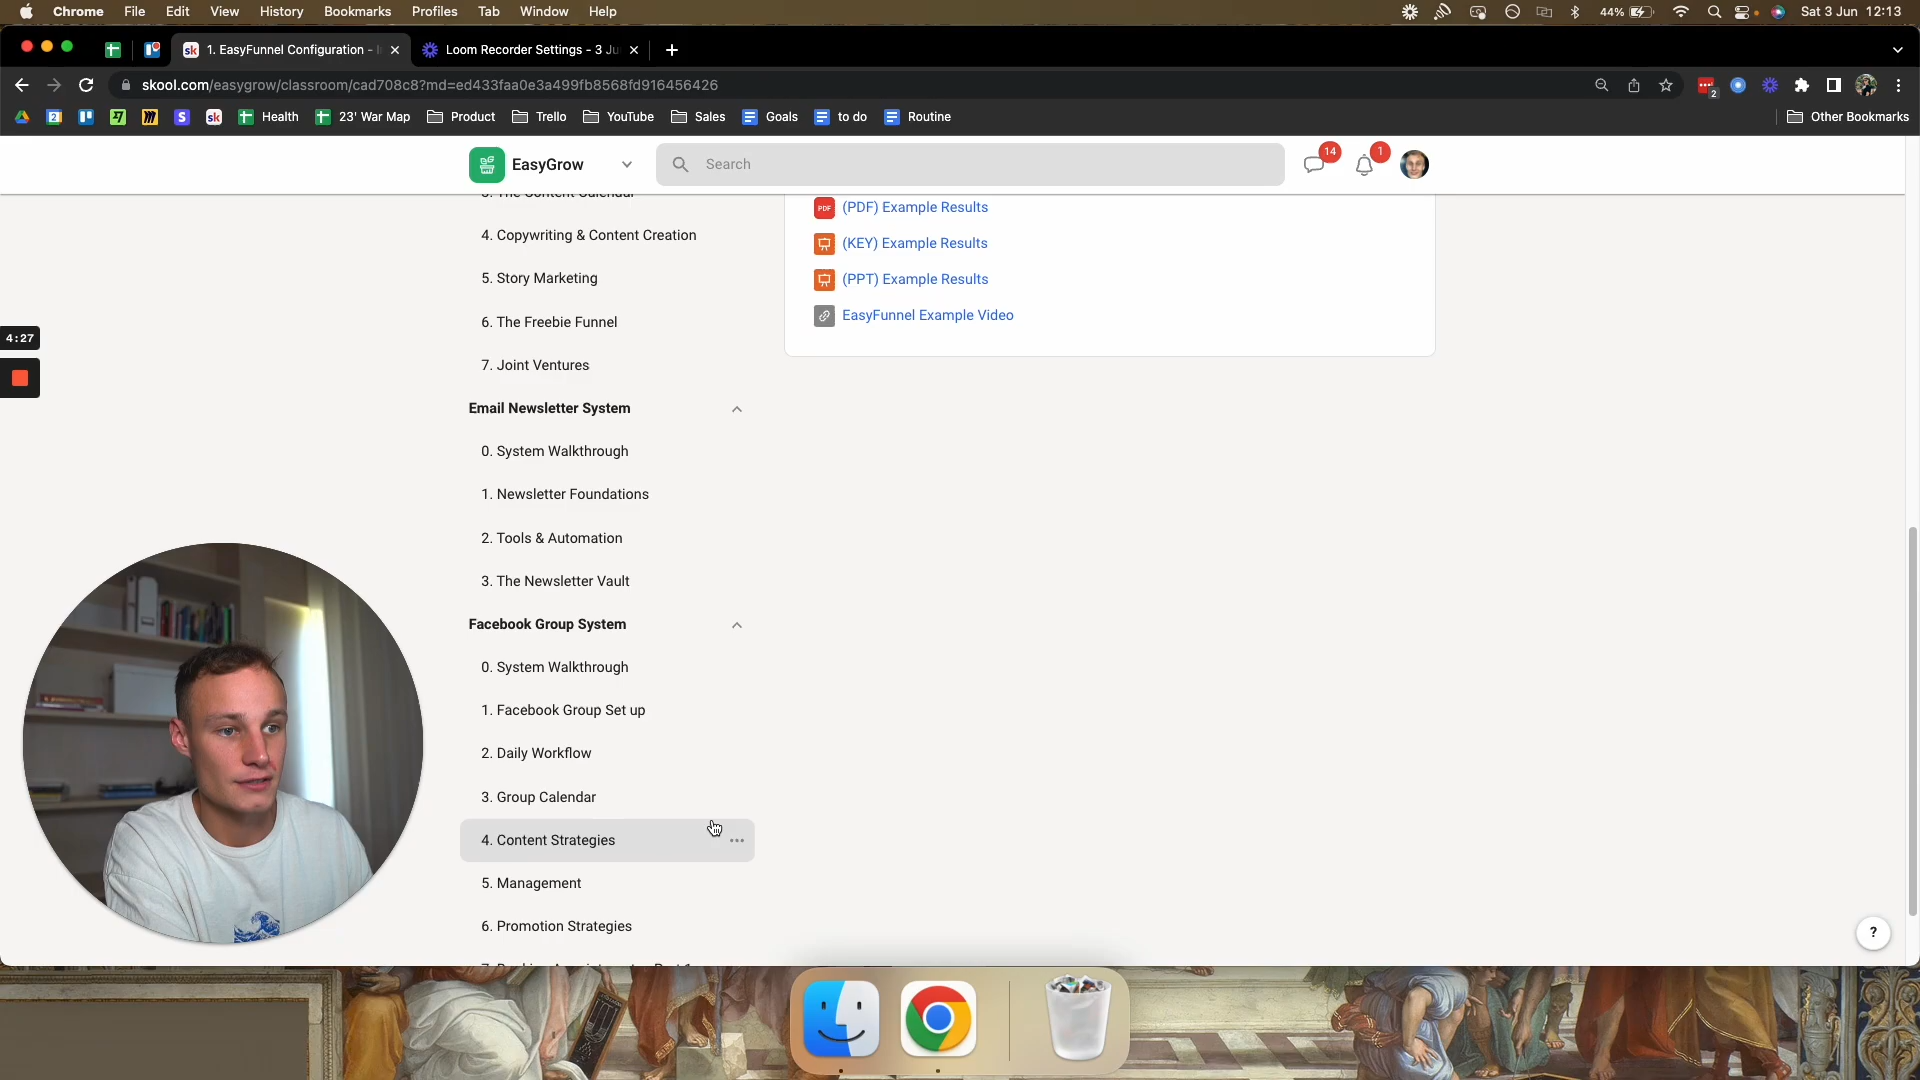 Chrome File Edit View History Bookmarks Profiles Tab Window Help
44% Sat 3 Jun 12:13
1. EasyFunnel Configuration -
Loom Recorder Settings - 3 Ju
skool.com/easygrow/classroom/cad708c8?md=ed433faa0e3a499fb8568fd916456426
2
Health
23' War Map
Product
Trello
YouTube
Sales
Goals
to do
Routine
Other Bookmarks
EasyGrow
Search
14
1
4. Copywriting & Content Creation
5. Story Marketing
6. The Freebie Funnel
7. Joint Ventures
Email Newsletter System
0. System Walkthrough
1. Newsletter Foundations
2. Tools & Automation
3. The Newsletter Vault
Facebook Group System
0. System Walkthrough
1. Facebook Group Set up
2. Daily Workflow
3. Group Calendar
4. Content Strategies
5. Management
6. Promotion Strategies
PDF (PDF) Example Results
(KEY) Example Results
(PPT) Example Results
EasyFunnel Example Video
4:27
?